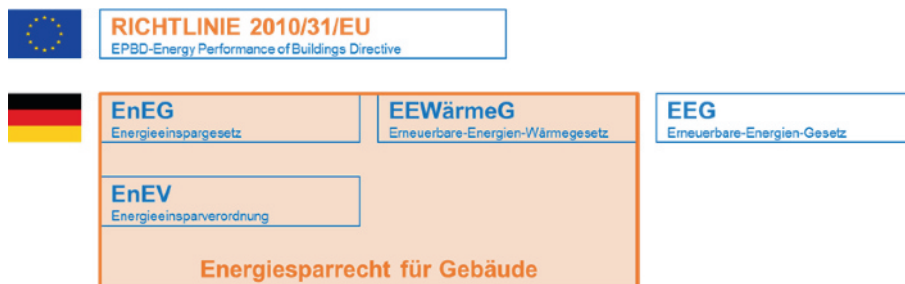 RICHTLINIE 2010/31/EU
EPBD-Energy Performance of Buildings Directive
EnEG
Energieeinspargesetz
EEWärmeG
Erneuerbare-Energien-Wärmegesetz
EEG
Erneuerbare-Energien-Gesetz
EnEV
Energieeinsparverordnung
Energiesparrecht für Gebäude